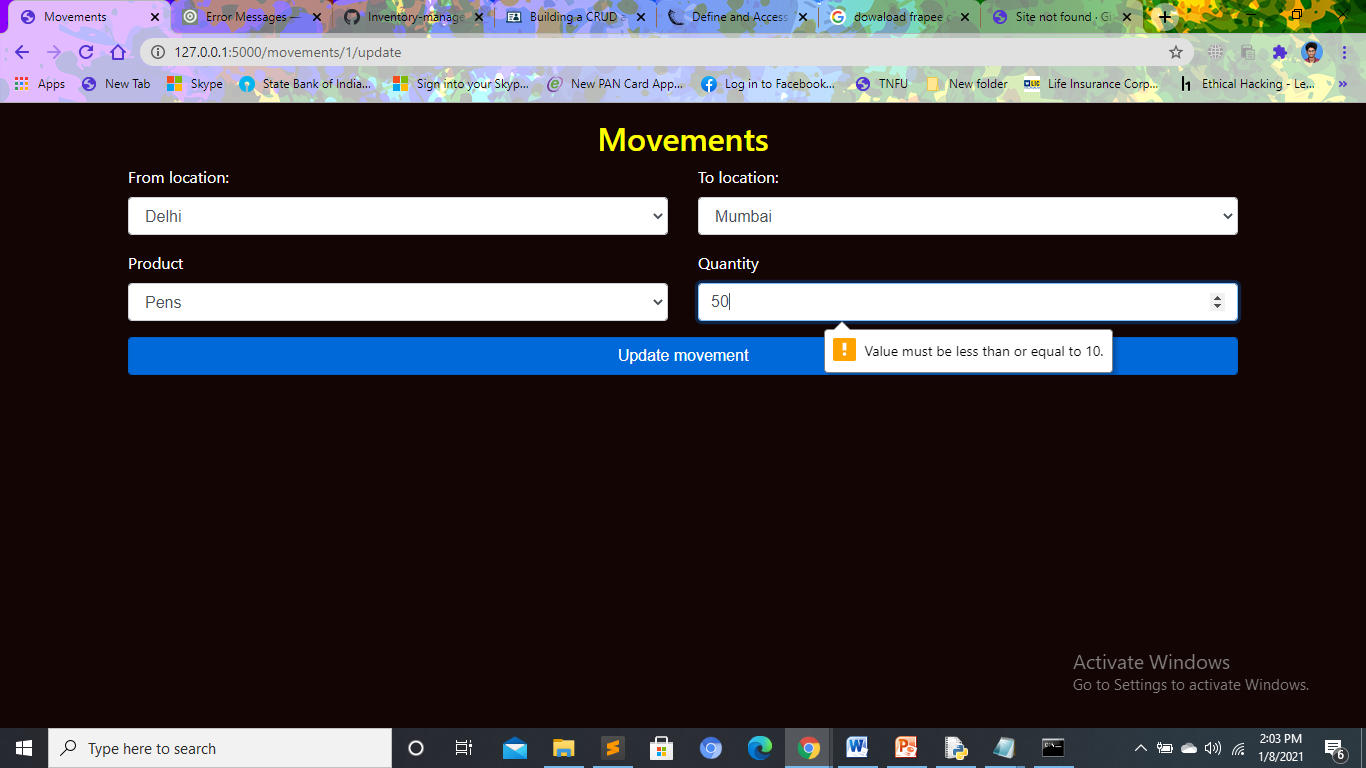 Movements
Error Messages —
Inventory-manage
Building a CRUD a
Define and Access
dowaload frapee c
Site not found · Gi
127.0.0.1:5000/movements/1/update
Apps
New Tab
Skype
State Bank of India...
Sign into your Skyp...
New PAN Card App...
Log in to Facebook...
TNFU
New folder
Life Insurance Corp...
Ethical Hacking - Le...
»
Movements
From location:
To location:
Delhi
Mumbai
Product
Quantity
Pens
50
Value must be less than or equal to 10.
Update movement
Activate Windows
Go to Settings to activate Windows.
Type here to search
2:03 PM
1/8/2021
6